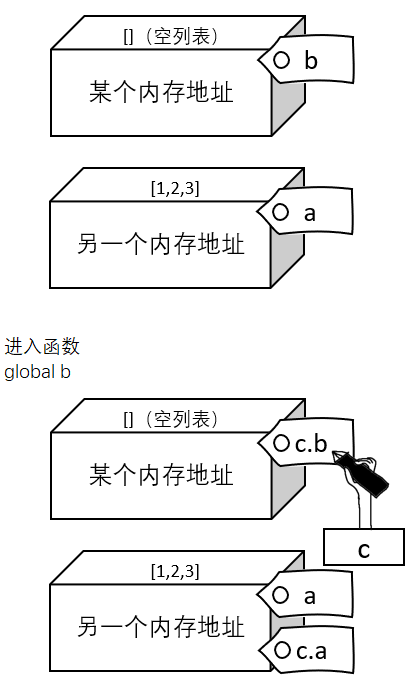 []（空列表）
b
某个内存地址
[1,2,3]
a
另一个内存地址
进入函数
global b
[]（空列表）
c.b
某个内存地址
c
[1,2,3]
a
另一个内存地址
c.a